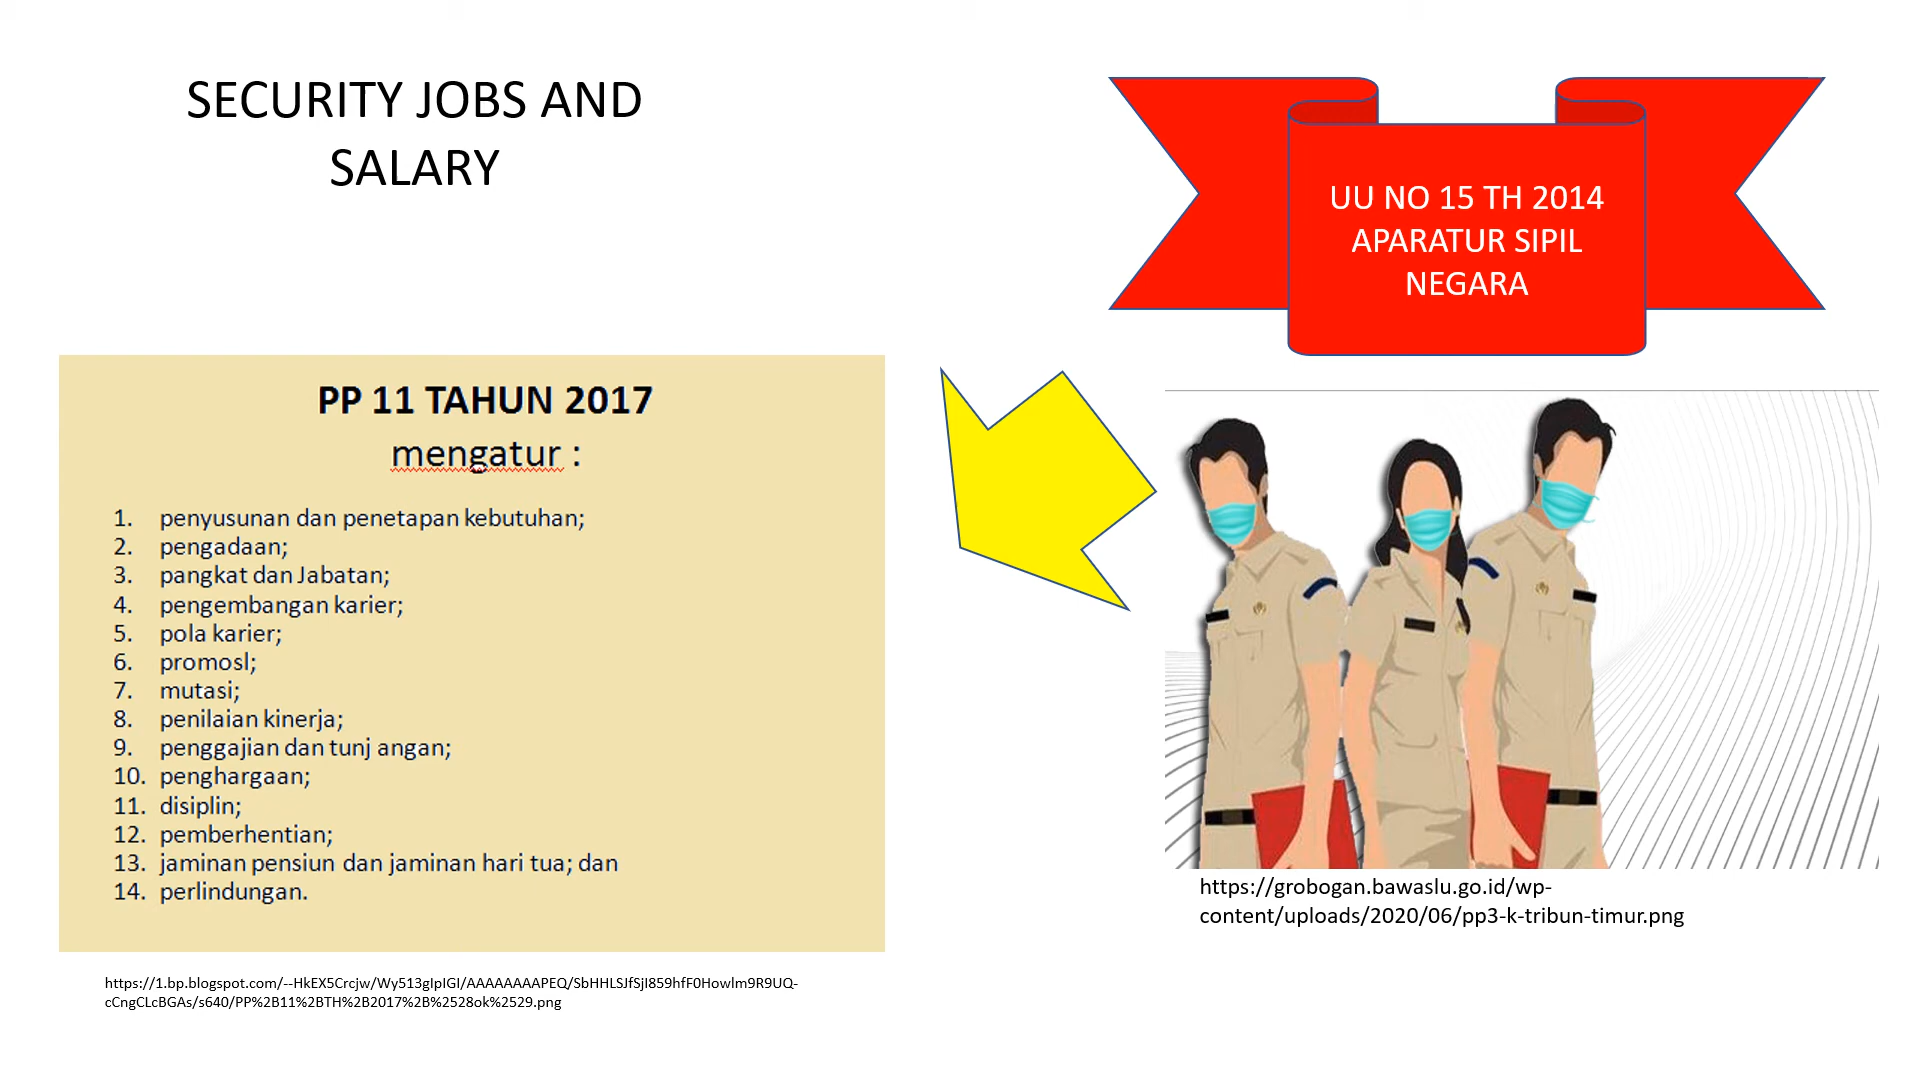 SECURITY JOBS AND
SALARY
UU NO 15 TH 2014
APARATUR SIPIL
NEGARA
PP 11 TAHUN 2017
mengatur :
1. penyusunan dan penetapan kebutuhan;
2. pengadaan;
3. pangkat dan Jabatan;
4. pengembangan karier;
5. pola karier;
6. promosl;
7. mutasi;
8. penilaian kinerja;
9. penggajian dan tunj angan;
10. penghargaan;
11. disiplin;
12. pemberhentian;
13. jaminan pensiun dan jaminan hari tua; dan
14. perlindungan.
https://grobogan.bawaslu.go.id/wp-
content/uploads/2020/06/pp3-k-tribun-timur.png
https://1.bp.blogspot.com/--HkEX5Crcjw/Wy513gIpIGI/AAAAAAAAPEQ/SbHHLSJfSjI859hfF0Howlm9R9UQ-
cCngCLcBGAs/s640/PP%2B11%2BTH%2B2017%2B%2528ok%2529.png